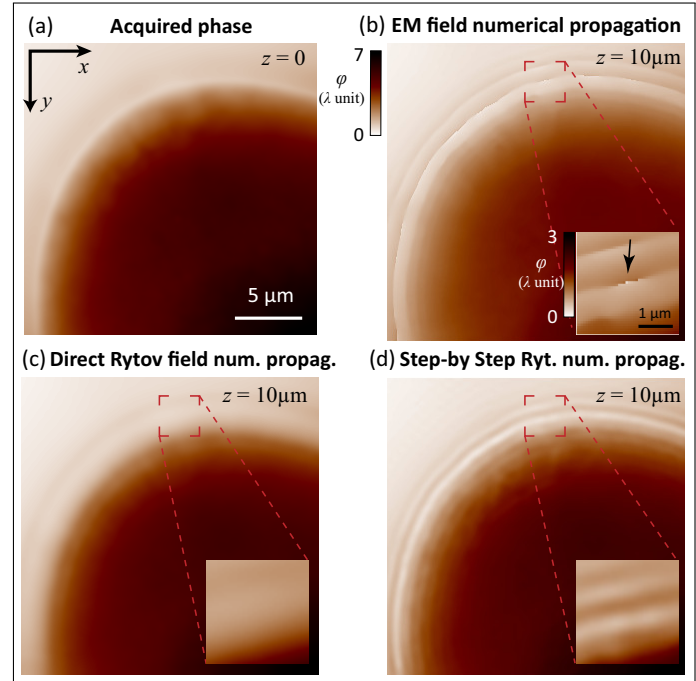 (a) Acquired phase
x
y
z = 0
5 µm
7
φ
(λ unit)
0
(b) EM field numerical propagation
z = 10µm
3
φ
(λ unit)
0
1 µm
(c) Direct Rytov field num. propag.
z = 10µm
(d) Step-by Step Ryt. num. propag.
z = 10µm